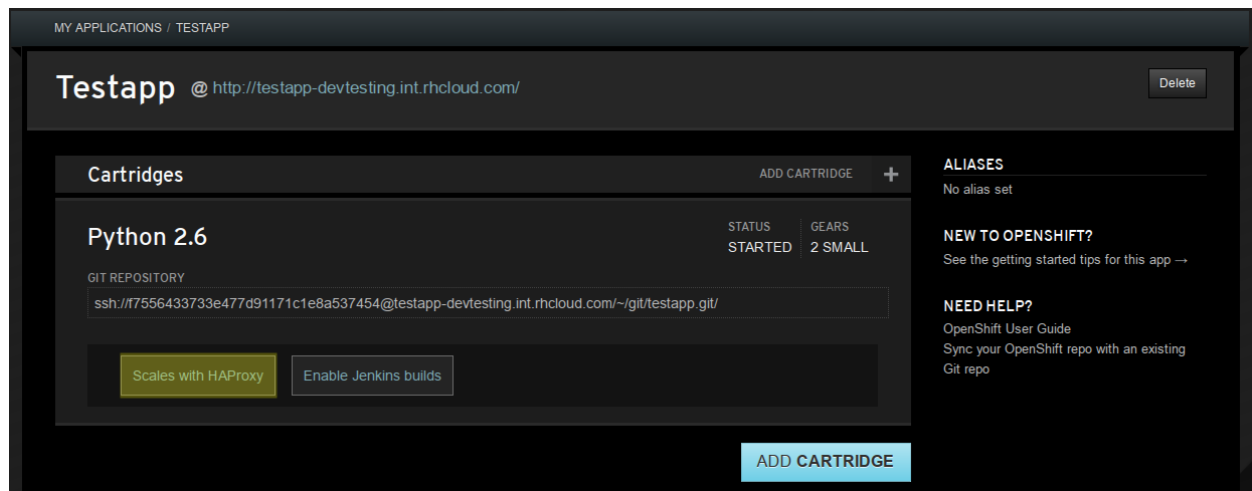 MY APPLICATIONS / TESTAPP
Testapp @ http://testapp-devtesting.int.rhcloud.com/
Delete
Cartridges
ADD CARTRIDGE +
Python 2.6
STATUS GEARS
STARTED 2 SMALL
GIT REPOSITORY
ssh://f7556433733e477d91171c1e8a537454@testapp-devtesting.int.rhcloud.com/~/git/testapp.git/
Scales with HAProxy
Enable Jenkins builds
ADD CARTRIDGE
ALIASES
No alias set
NEW TO OPENSHIFT?
See the getting started tips for this app →
NEED HELP?
OpenShift User Guide
Sync your OpenShift repo with an existing
Git repo